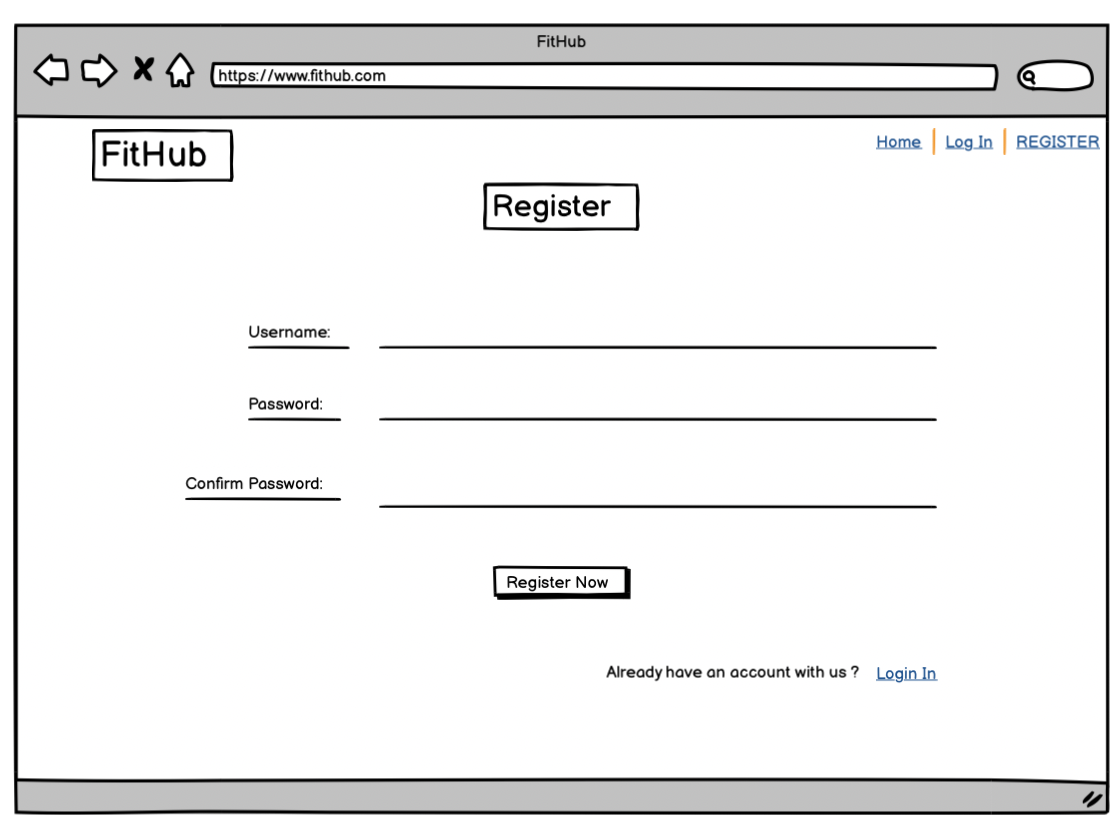 FitHub
https://www.fithub.com
FitHub
Home Log In REGISTER
Register
Username:
Password:
Confirm Password:
Register Now
Already have an account with us ? Login In